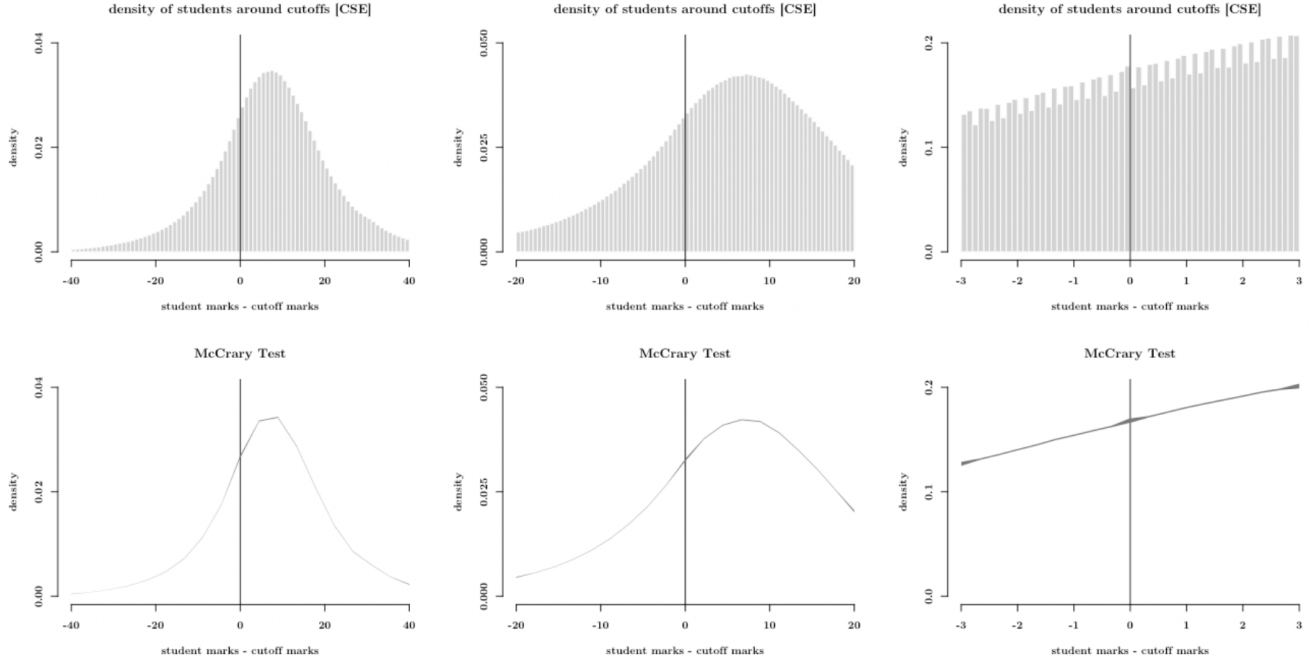 density of students around cutoffs [CSE]
density
0.04
0.02
0.00
-40 -20 0 20 40
student marks - cutoff marks
density of students around cutoffs [CSE]
density
0.050
0.025
0.000
-20 -10 0 10 20
student marks - cutoff marks
density of students around cutoffs [CSE]
density
0.2
0.1
0.0
-3 -2 -1 0 1 2 3
student marks - cutoff marks
McCrary Test
density
0.04
0.02
0.00
-40 -20 0 20 40
student marks - cutoff marks
McCrary Test
density
0.050
0.025
0.000
-20 -10 0 10 20
student marks - cutoff marks
McCrary Test
density
0.2
0.1
0.0
-3 -2 -1 0 1 2 3
student marks - cutoff marks